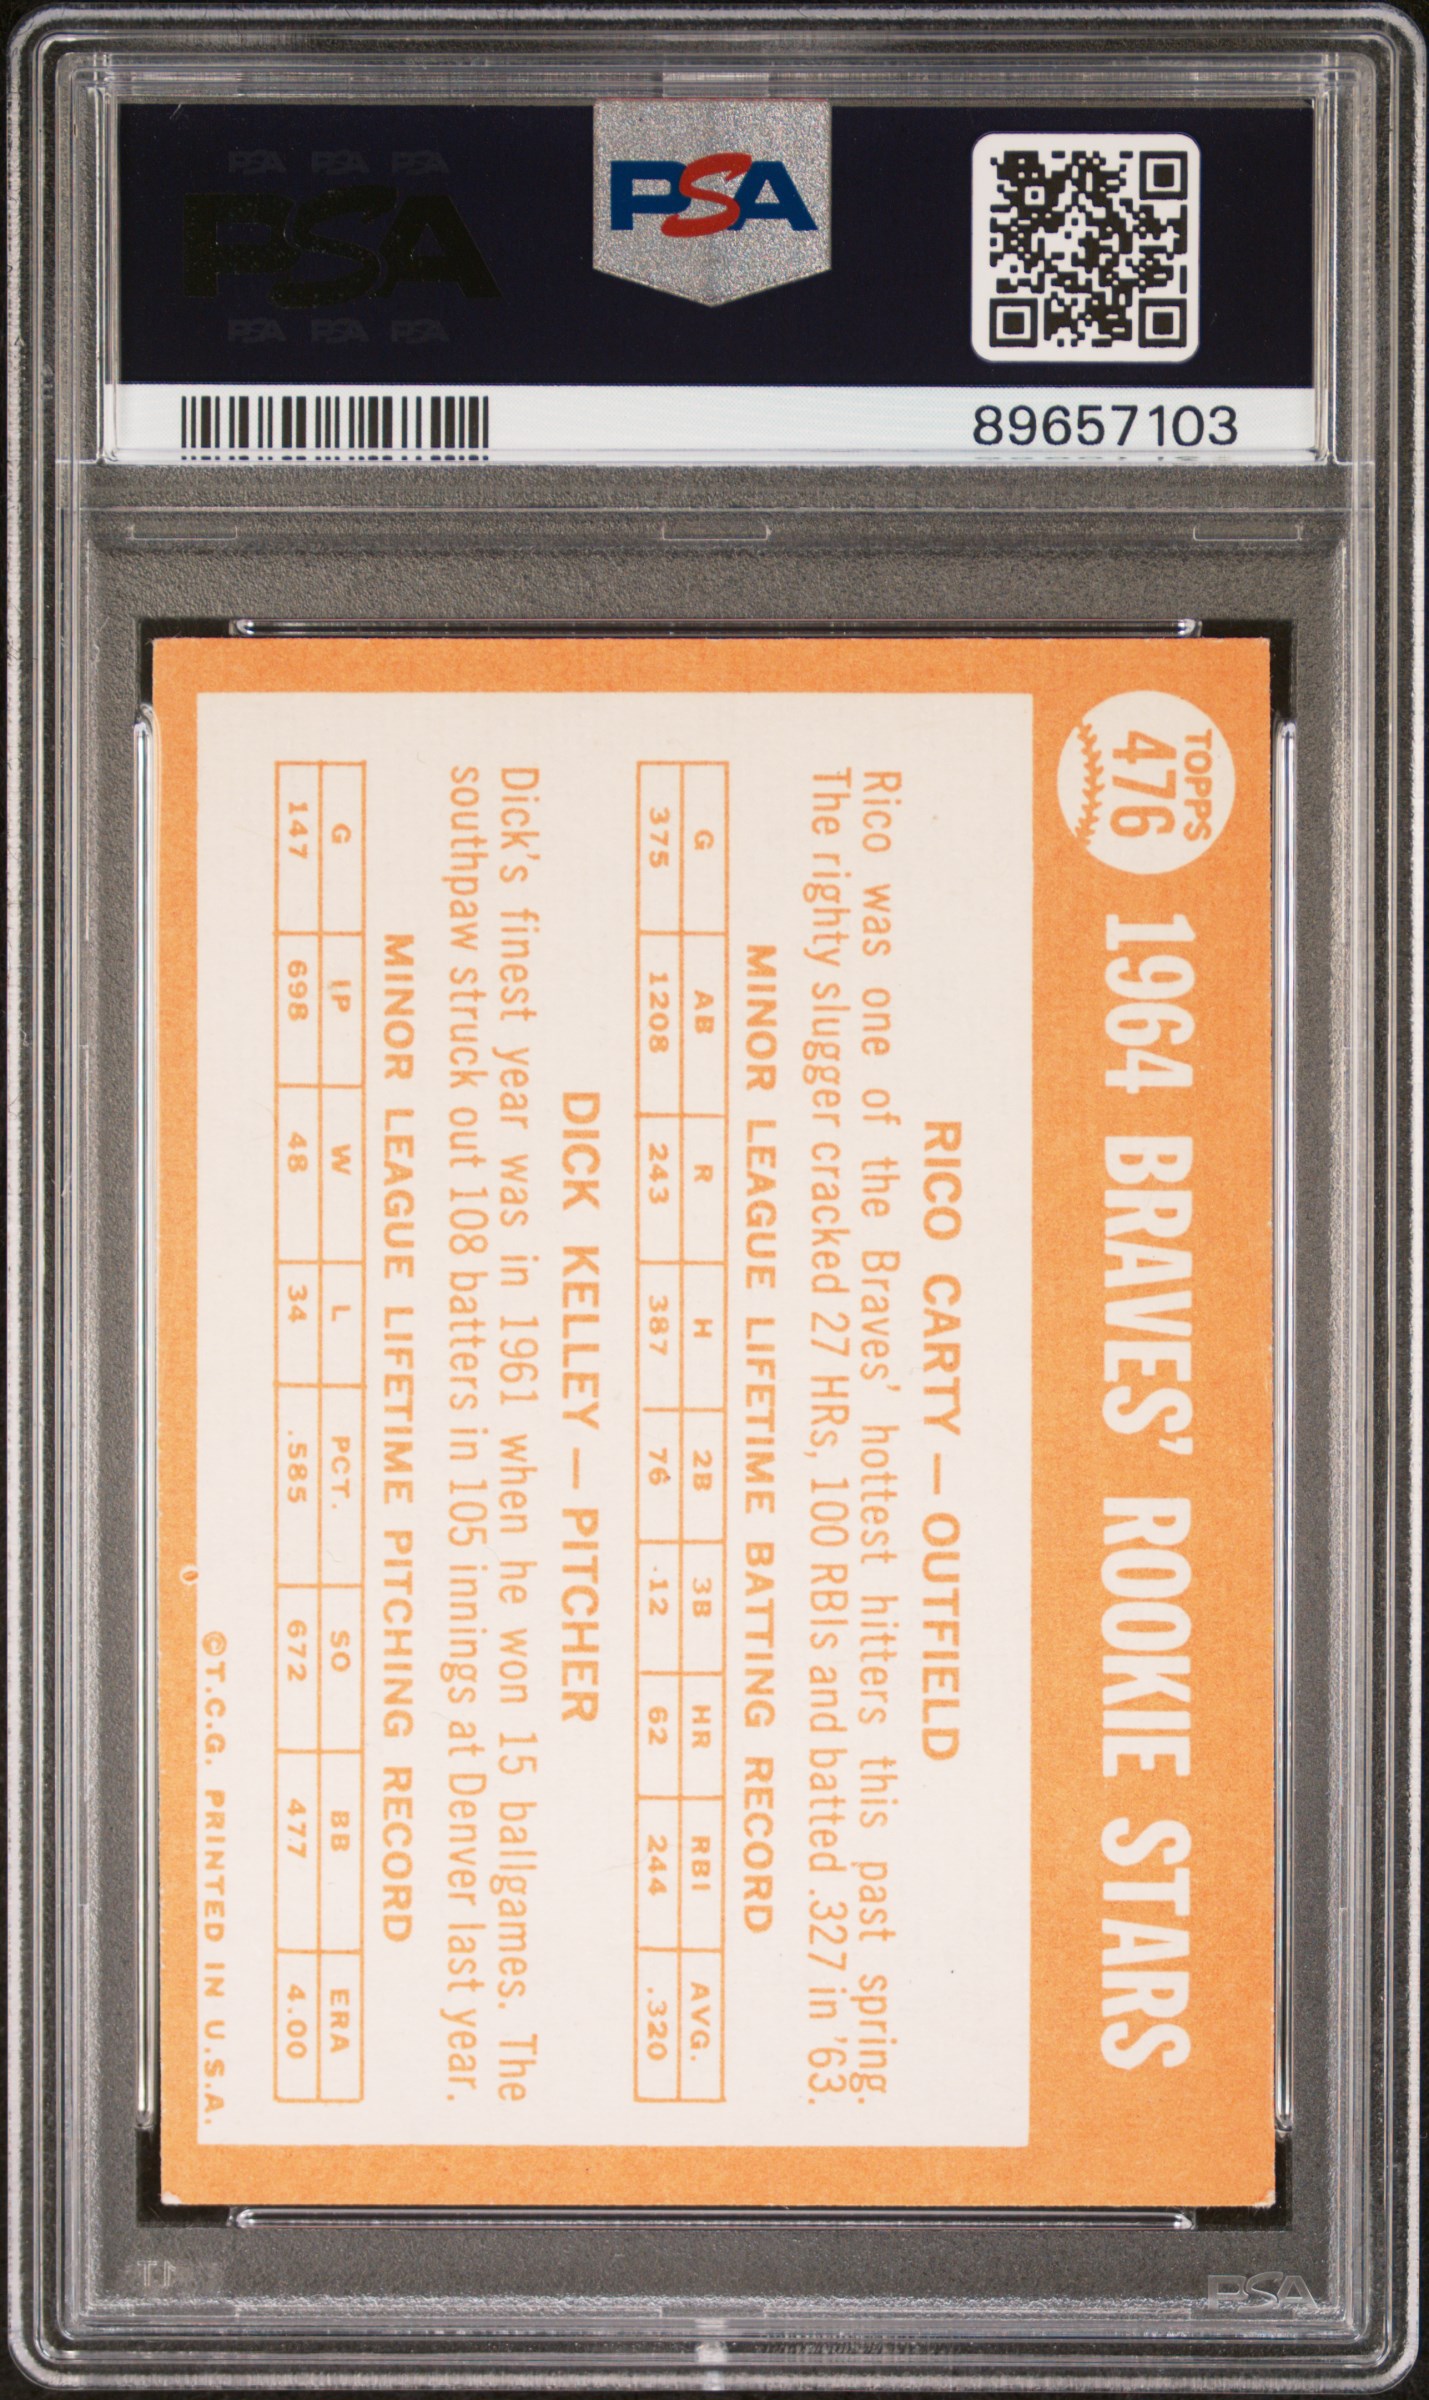 PSA PSA PSA
PSA
PSA PSA PSA
PSA
89657103
TOPPS
476
1964 BRAVES' ROOKIE STARS
RICO CARTY — OUTFIELD
Rico was one of the Braves' hottest hitters this past spring.
The righty slugger cracked 27 HRs, 100 RBIs and batted .327 in '63.
MINOR LEAGUE LIFETIME BATTING RECORD
G AB R H 2B 3B HR RBI AVG.
375 1208 243 387 76 12 62 244 .320
DICK KELLEY — PITCHER
Dick's finest year was in 1961 when he won 15 ballgames. The
southpaw struck out 108 batters in 105 innings at Denver last year.
MINOR LEAGUE LIFETIME PITCHING RECORD
G IP W L PCT. SO BB ERA
147 698 48 34 .585 672 477 4.00
©T.C.G. PRINTED IN U.S.A.
PSA